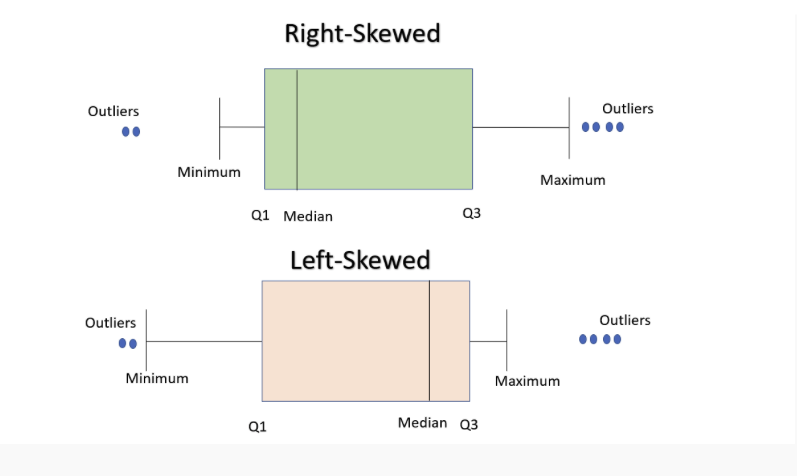 Right-Skewed
Outliers
Outliers
Minimum
Maximum
Q1 Median
Q3
Left-Skewed
Outliers
Outliers
Minimum
Maximum
Q1
Median Q3